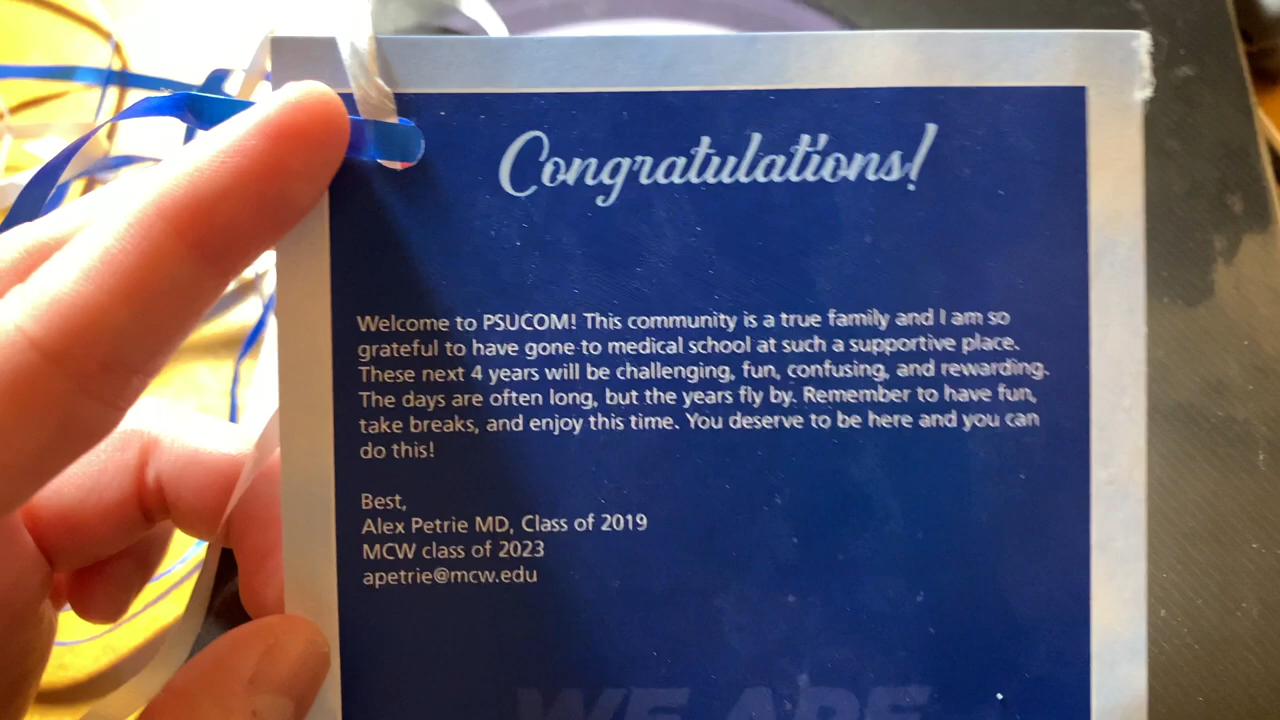 Congratulations!
Welcome to PSUCOM! This community is a true family and I am so
grateful to have gone to medical school at such a supportive place.
These next 4 years will be challenging, fun, confusing, and rewarding.
The days are often long, but the years fly by. Remember to have fun,
take breaks, and enjoy this time. You deserve to be here and you can
do this!
Best,
Alex Petrie MD, Class of 2019
MCW class of 2023
apetrie@mcw.edu
WE ARE